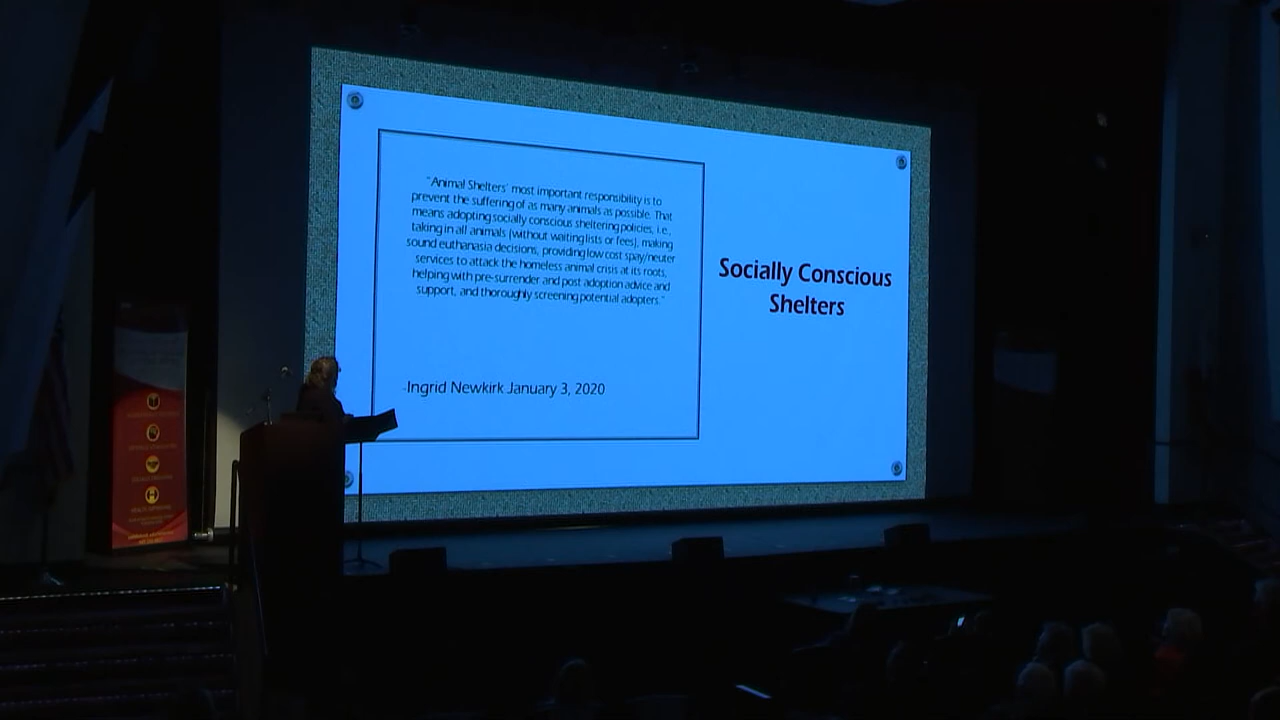 "Animal Shelters' most important responsibility is to
prevent the suffering of as many animals as possible. That
means adopting socially conscious sheltering policies, i.e.,
taking in all animals (without waiting lists or fees), making
sound euthanasia decisions, providing low cost spay/neuter
services to attack the homeless animal crisis at its roots,
helping with pre-surrender and post adoption advice and
support, and thoroughly screening potential adopters."
-Ingrid Newkirk January 3, 2020
Socially Conscious
Shelters